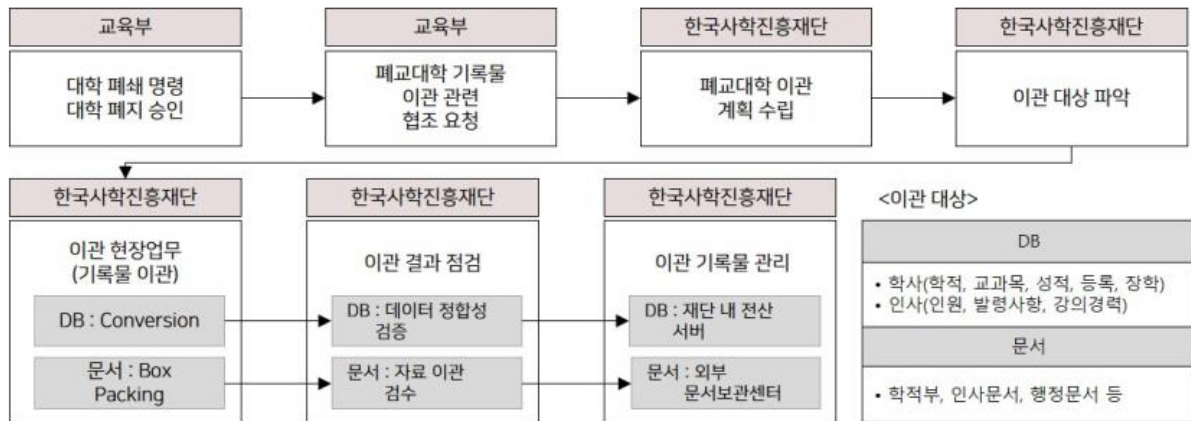 교육부
대학 폐쇄 명령
대학 폐지 승인
교육부
폐교대학 기록물
이관 관련
협조 요청
한국사학진흥재단
폐교대학 이관
계획 수립
한국사학진흥재단
이관 대상 파악
한국사학진흥재단
이관 현장업무
(기록물 이관)
DB : Conversion
문서 : Box
Packing
한국사학진흥재단
이관 결과 점검
DB : 데이터 정합성
검증
문서 : 자료 이관
검수
한국사학진흥재단
이관 기록물 관리
DB : 재단 내 전산
서버
문서 : 외부
문서보관센터
<이관 대상>
DB
• 학사(학적, 교과목, 성적, 등록, 장학)
• 인사(인원, 발령사항, 강의경력)
문서
• 학적부, 인사문서, 행정문서 등